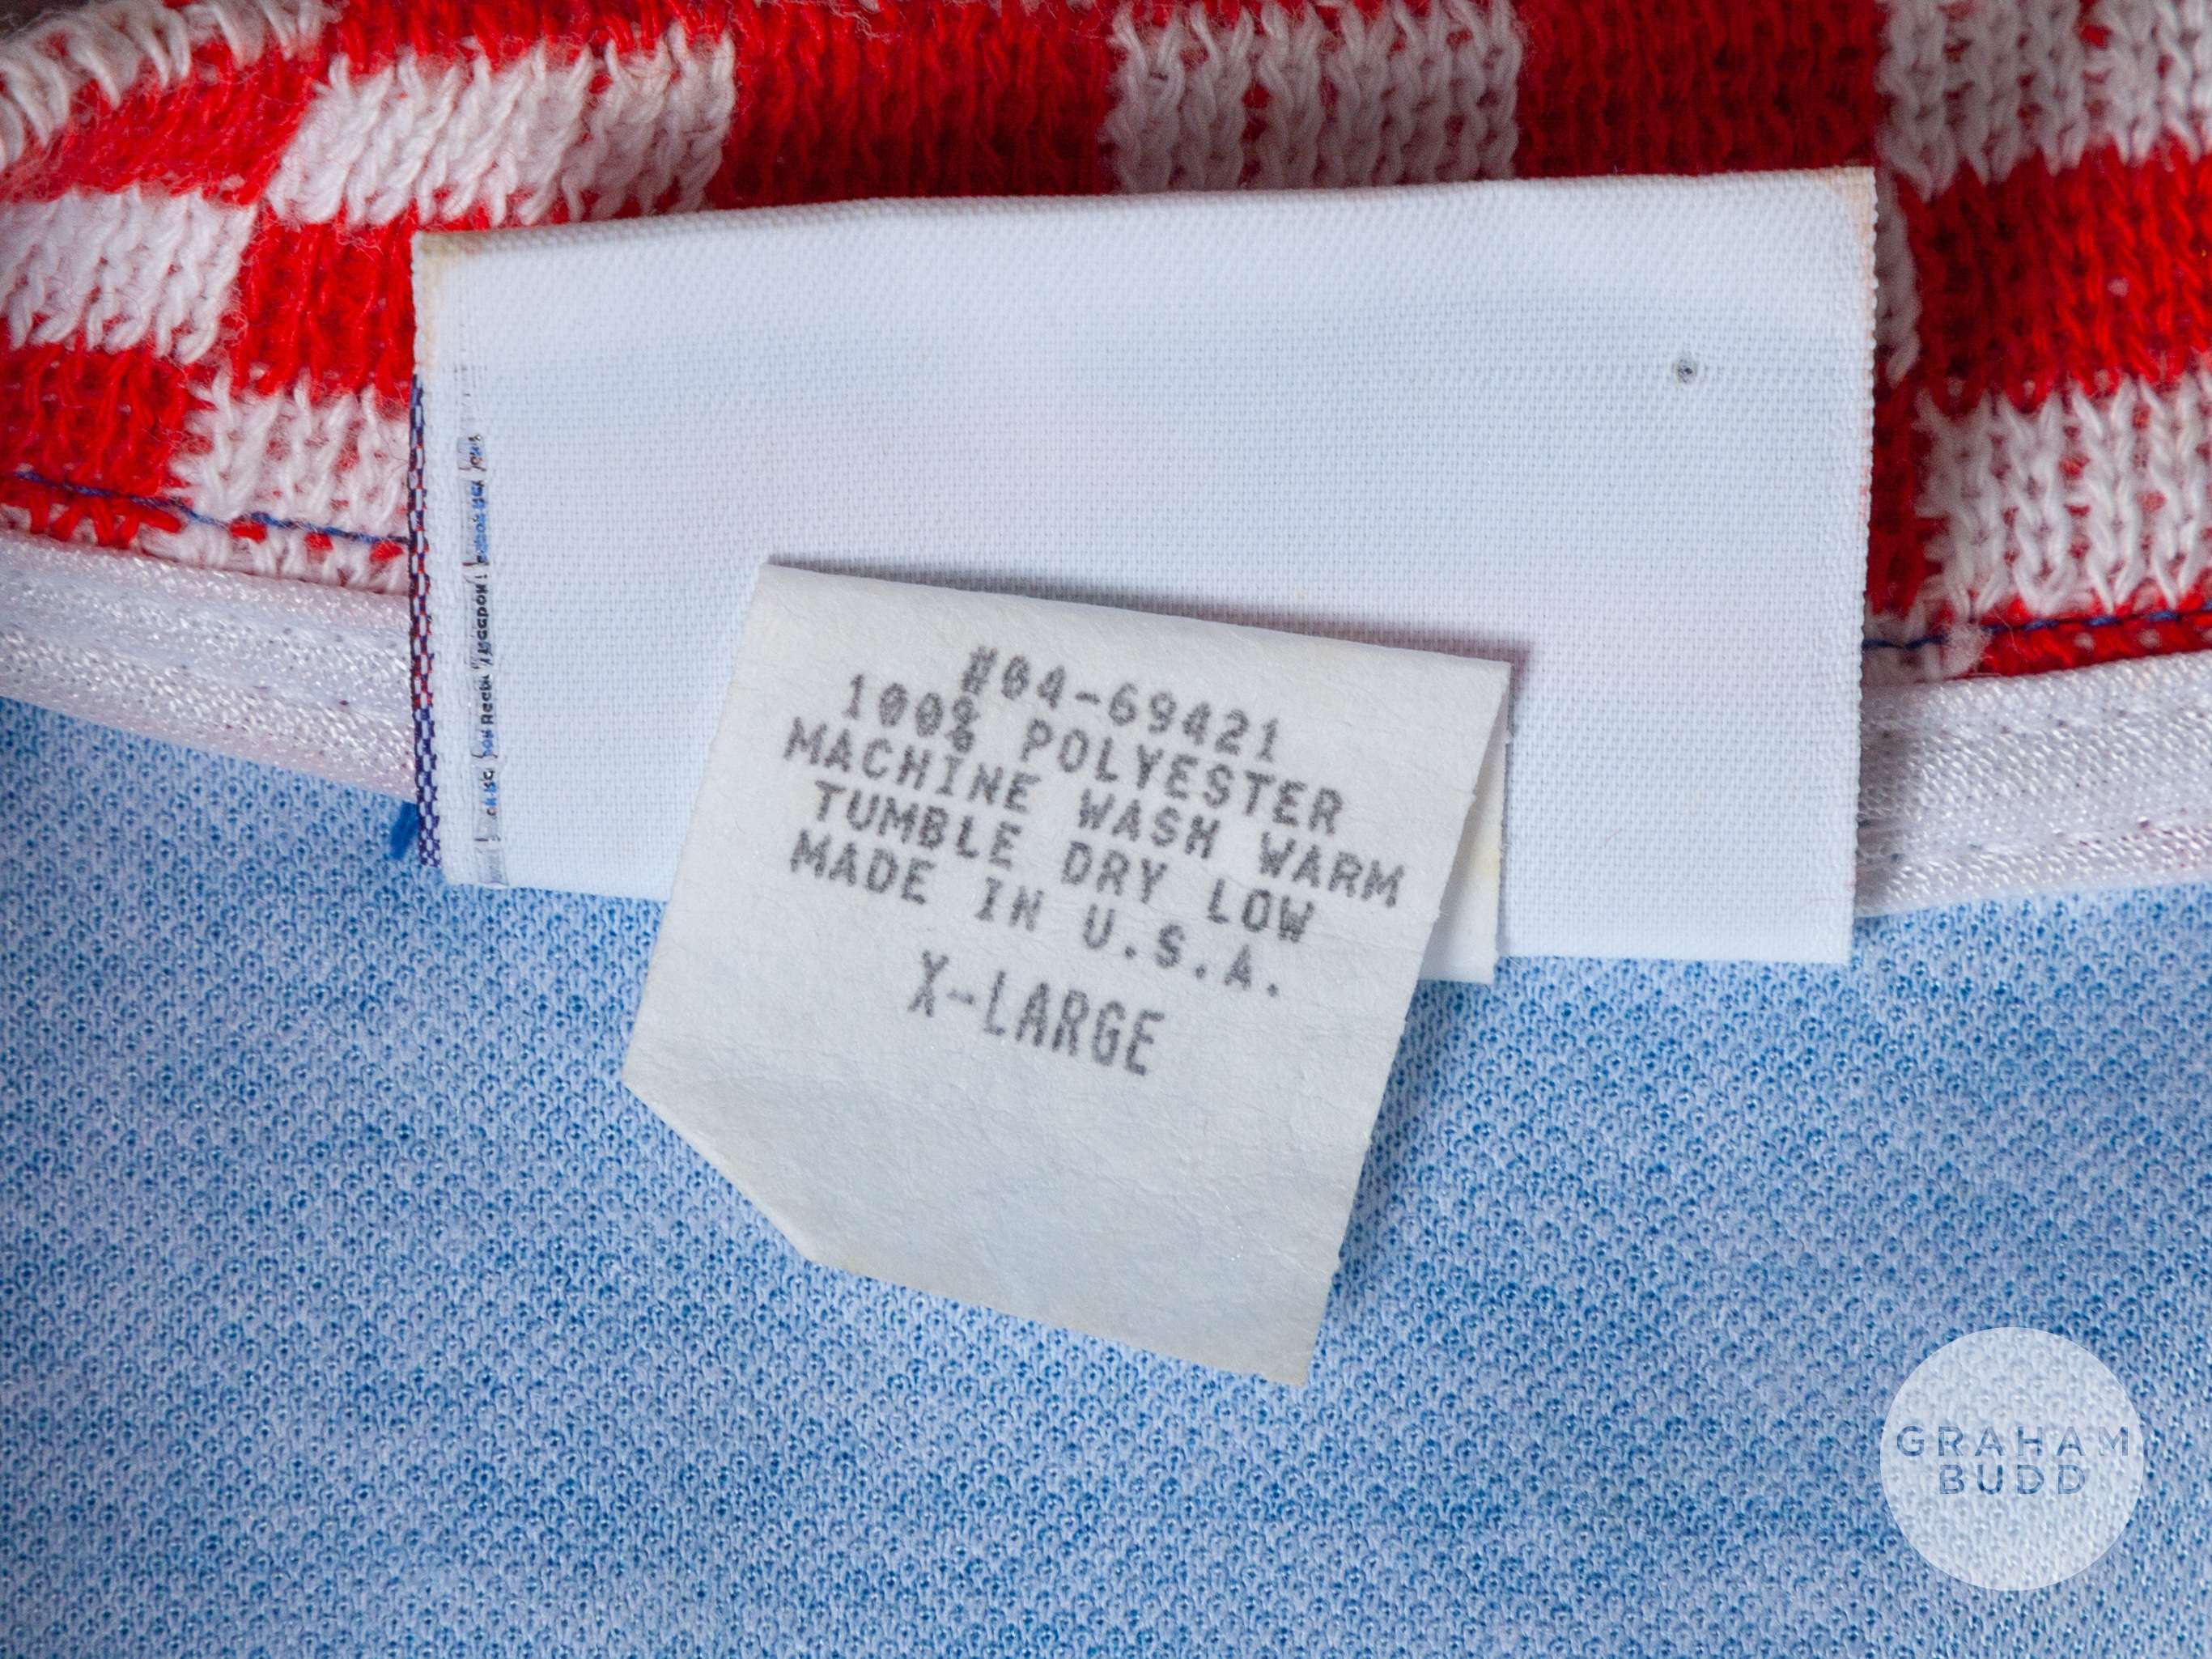 #04-69421
100% POLYESTER
MACHINE WASH WARM
TUMBLE DRY LOW
MADE IN U.S.A.
X-LARGE
GRAHAM
BUDD